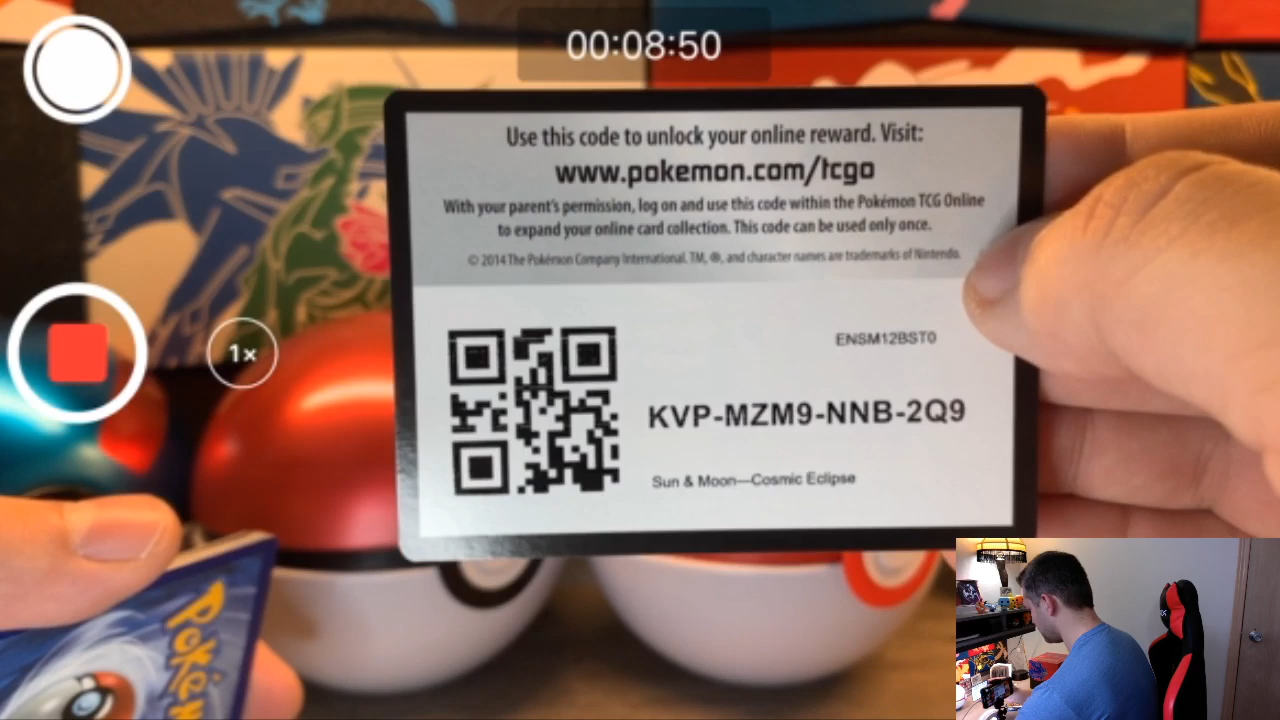 00:08:50
Use this code to unlock your online reward. Visit:
www.pokemon.com/tcgo
With your parent's permission, log on and use this code within the Pokémon TCG Online
to expand your online card collection. This code can be used only once.
© 2014 The Pokémon Company International. TM, ®, and character names are trademarks of Nintendo.
1×
ENSM12BST0
KVP-MZM9-NNB-2Q9
Sun & Moon—Cosmic Eclipse